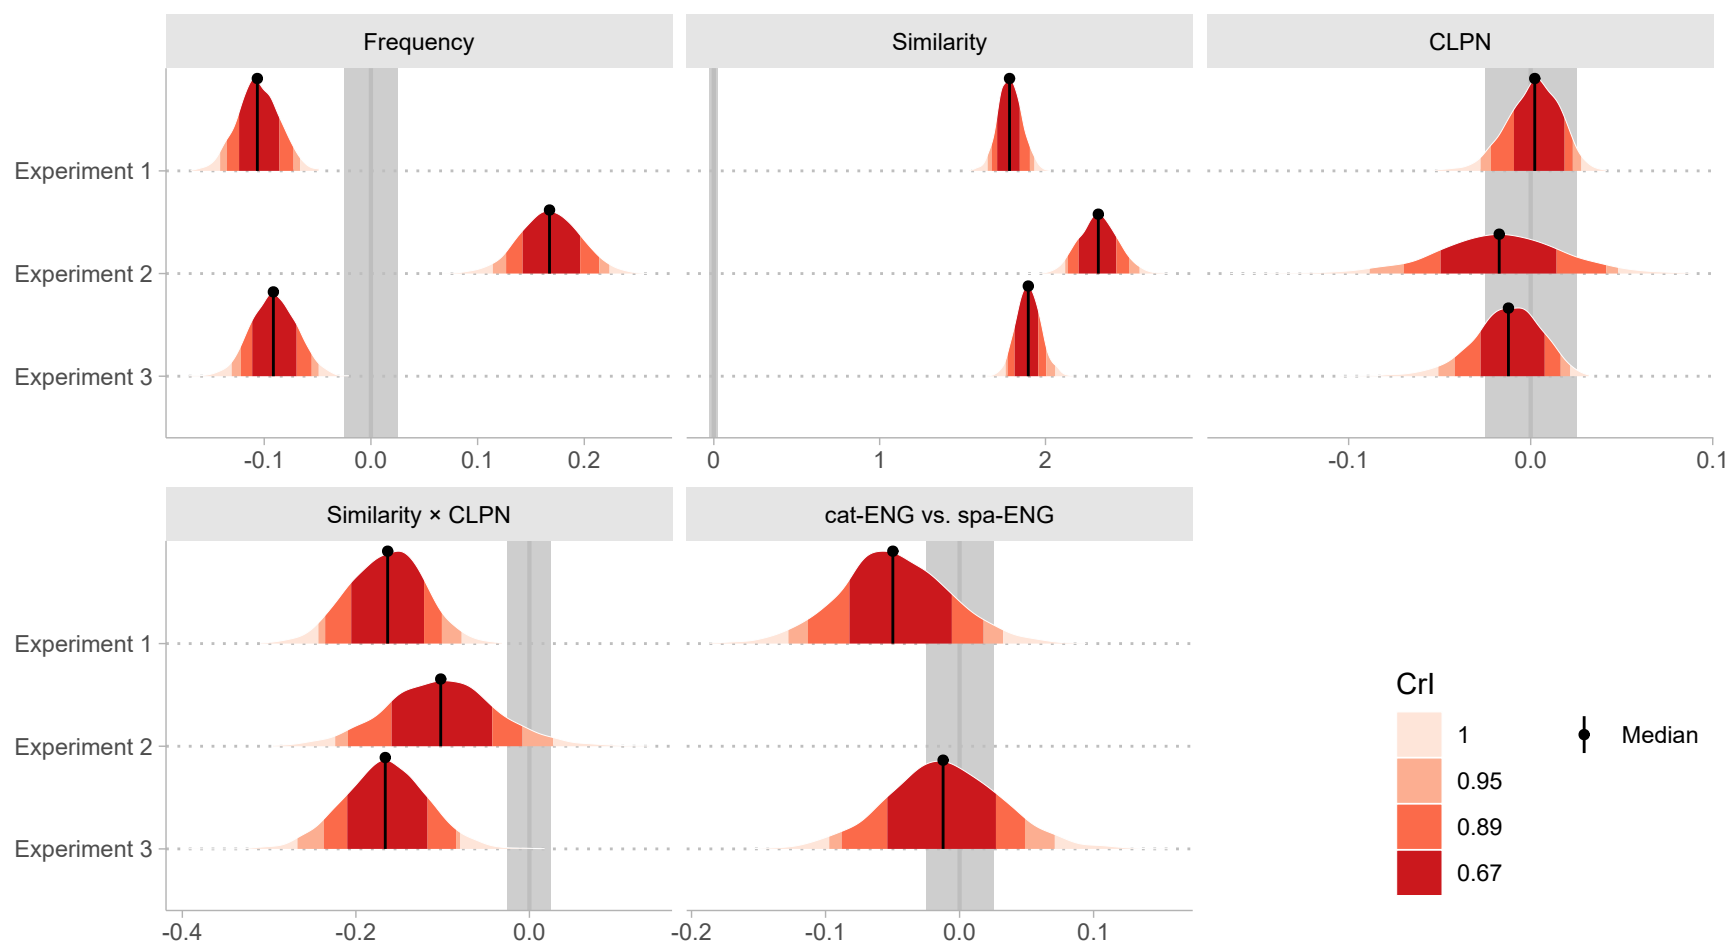 Frequency
Similarity
CLPN
Experiment 1
Experiment 2
Experiment 3
-0.1 0.0 0.1 0.2
0 1 2
-0.1 0.0 0.1
Similarity × CLPN
cat-ENG vs. spa-ENG
Experiment 1
Experiment 2
Experiment 3
-0.4 -0.2 0.0
-0.2 -0.1 0.0 0.1
CrI
1
0.95
0.89
0.67
Median